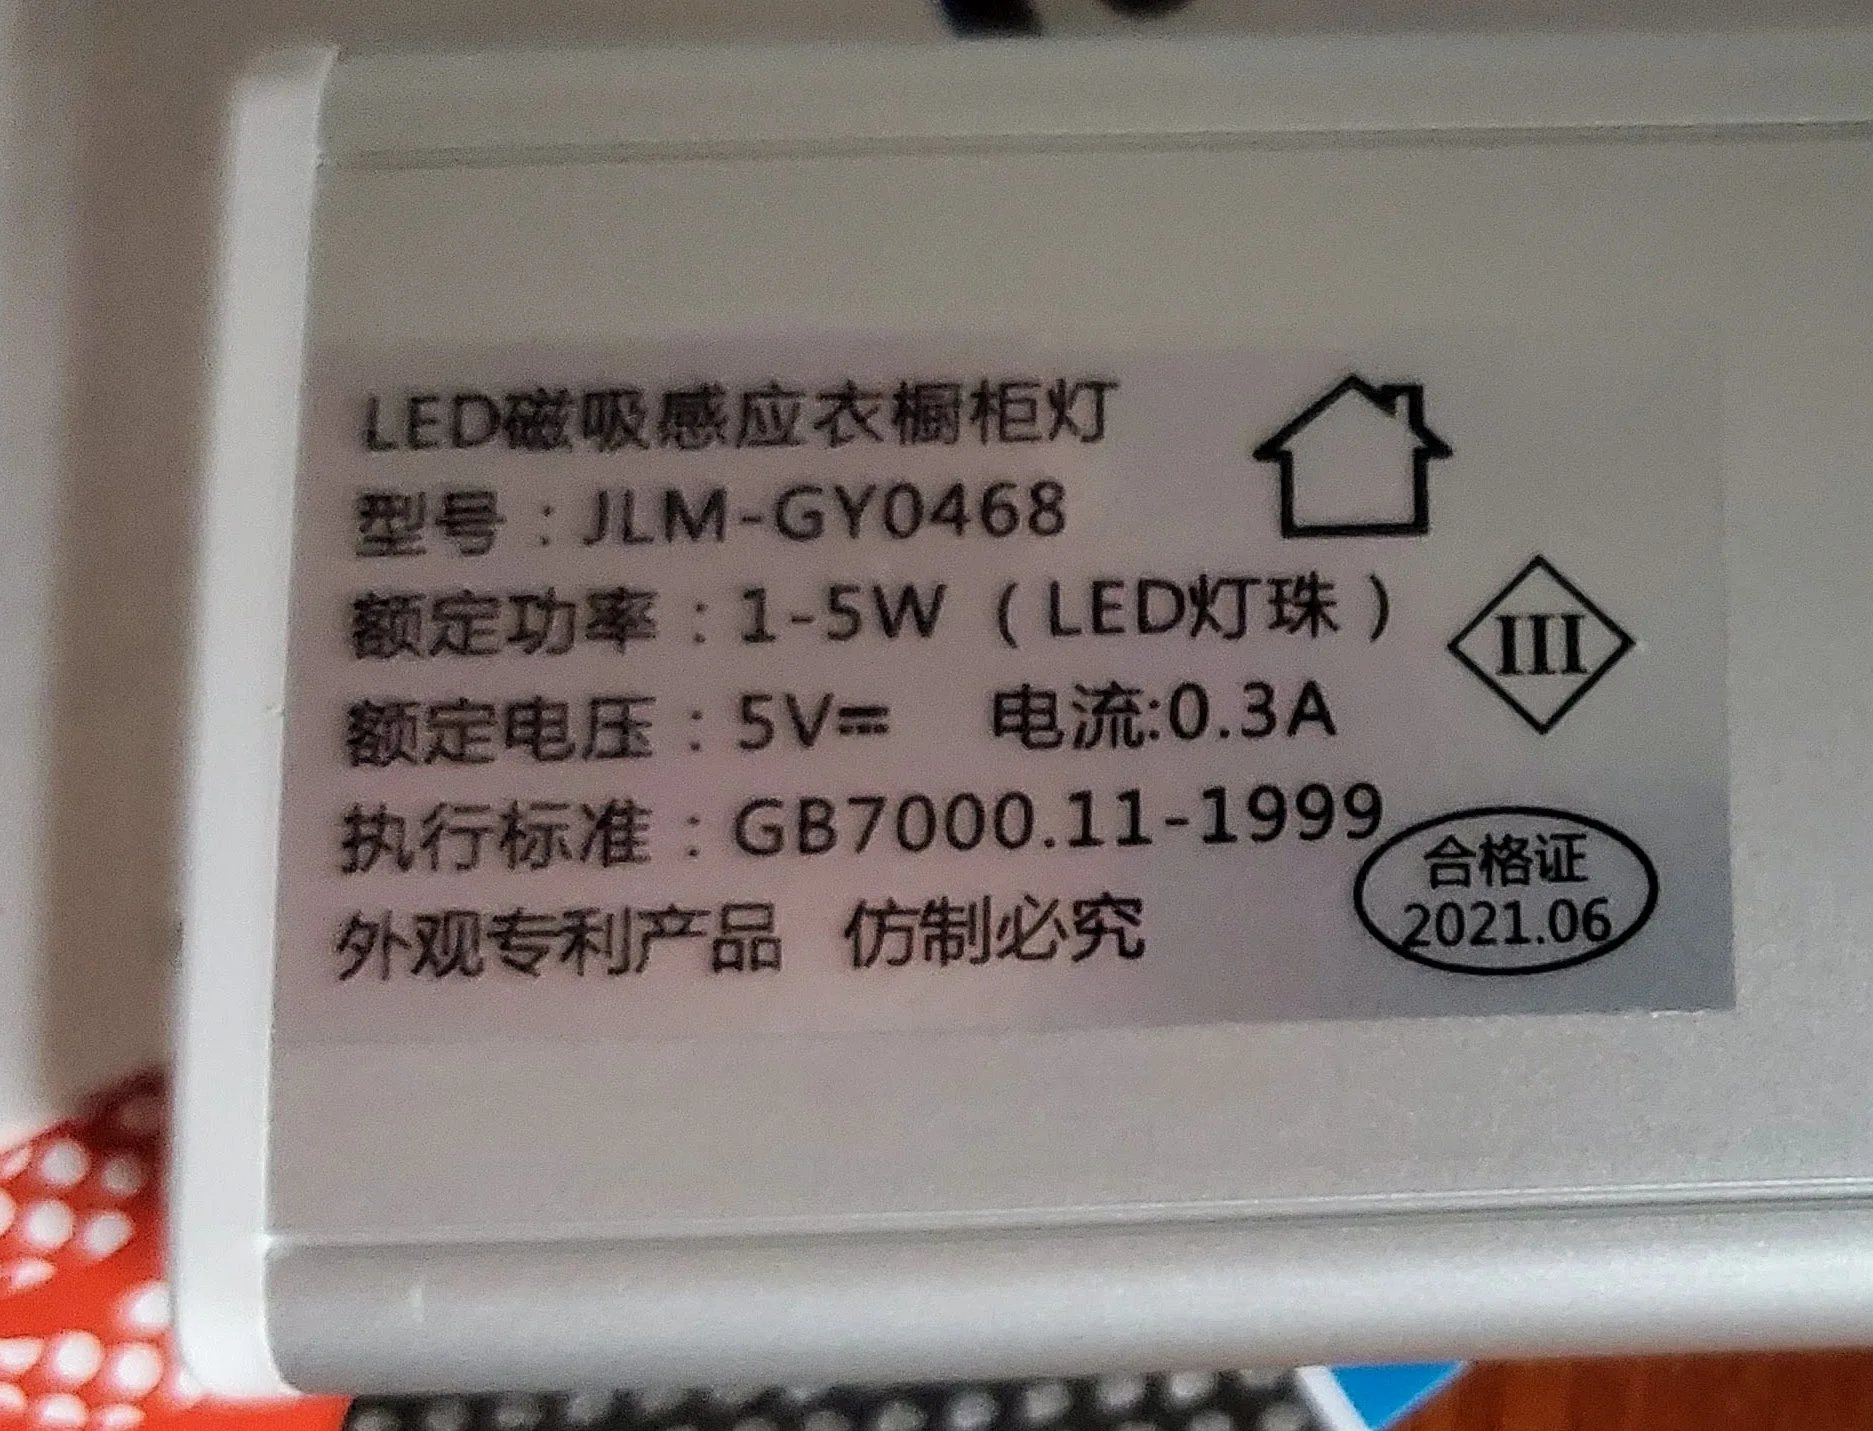 LED磁吸感应衣橱柜灯
型号：JLM-GY0468
额定功率：1-5W（LED灯珠）
III
额定电压：5V⎓ 电流:0.3A
执行标准：GB7000.11-1999
合格证
2021.06
外观专利产品 仿制必究